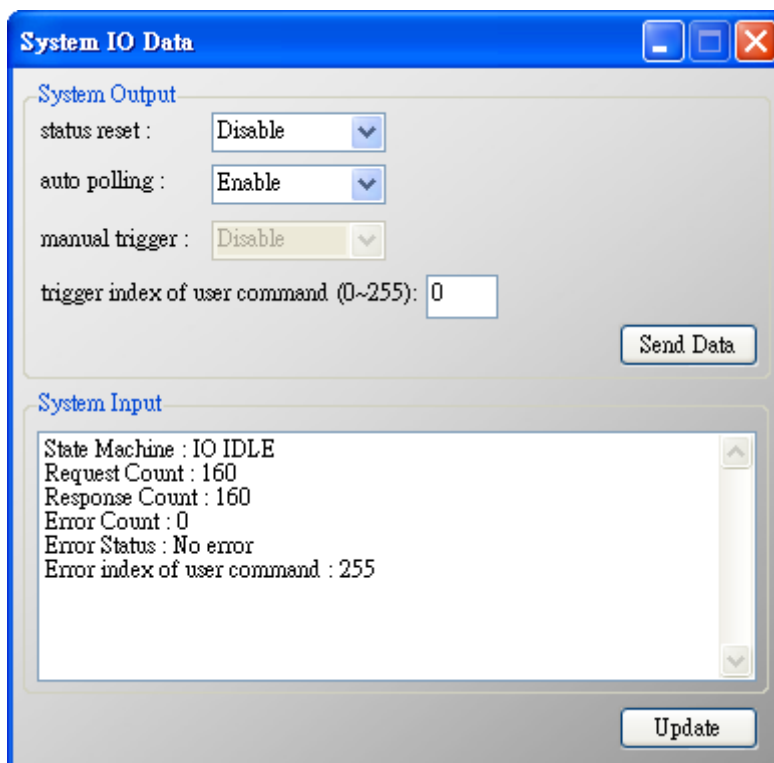 System IO Data
System Output
status reset : Disable
auto polling : Enable
manual trigger : Disable
trigger index of user command (0~255): 0
Send Data
System Input
State Machine : IO IDLE
Request Count : 160
Response Count : 160
Error Count : 0
Error Status : No error
Error index of user command : 255
Update